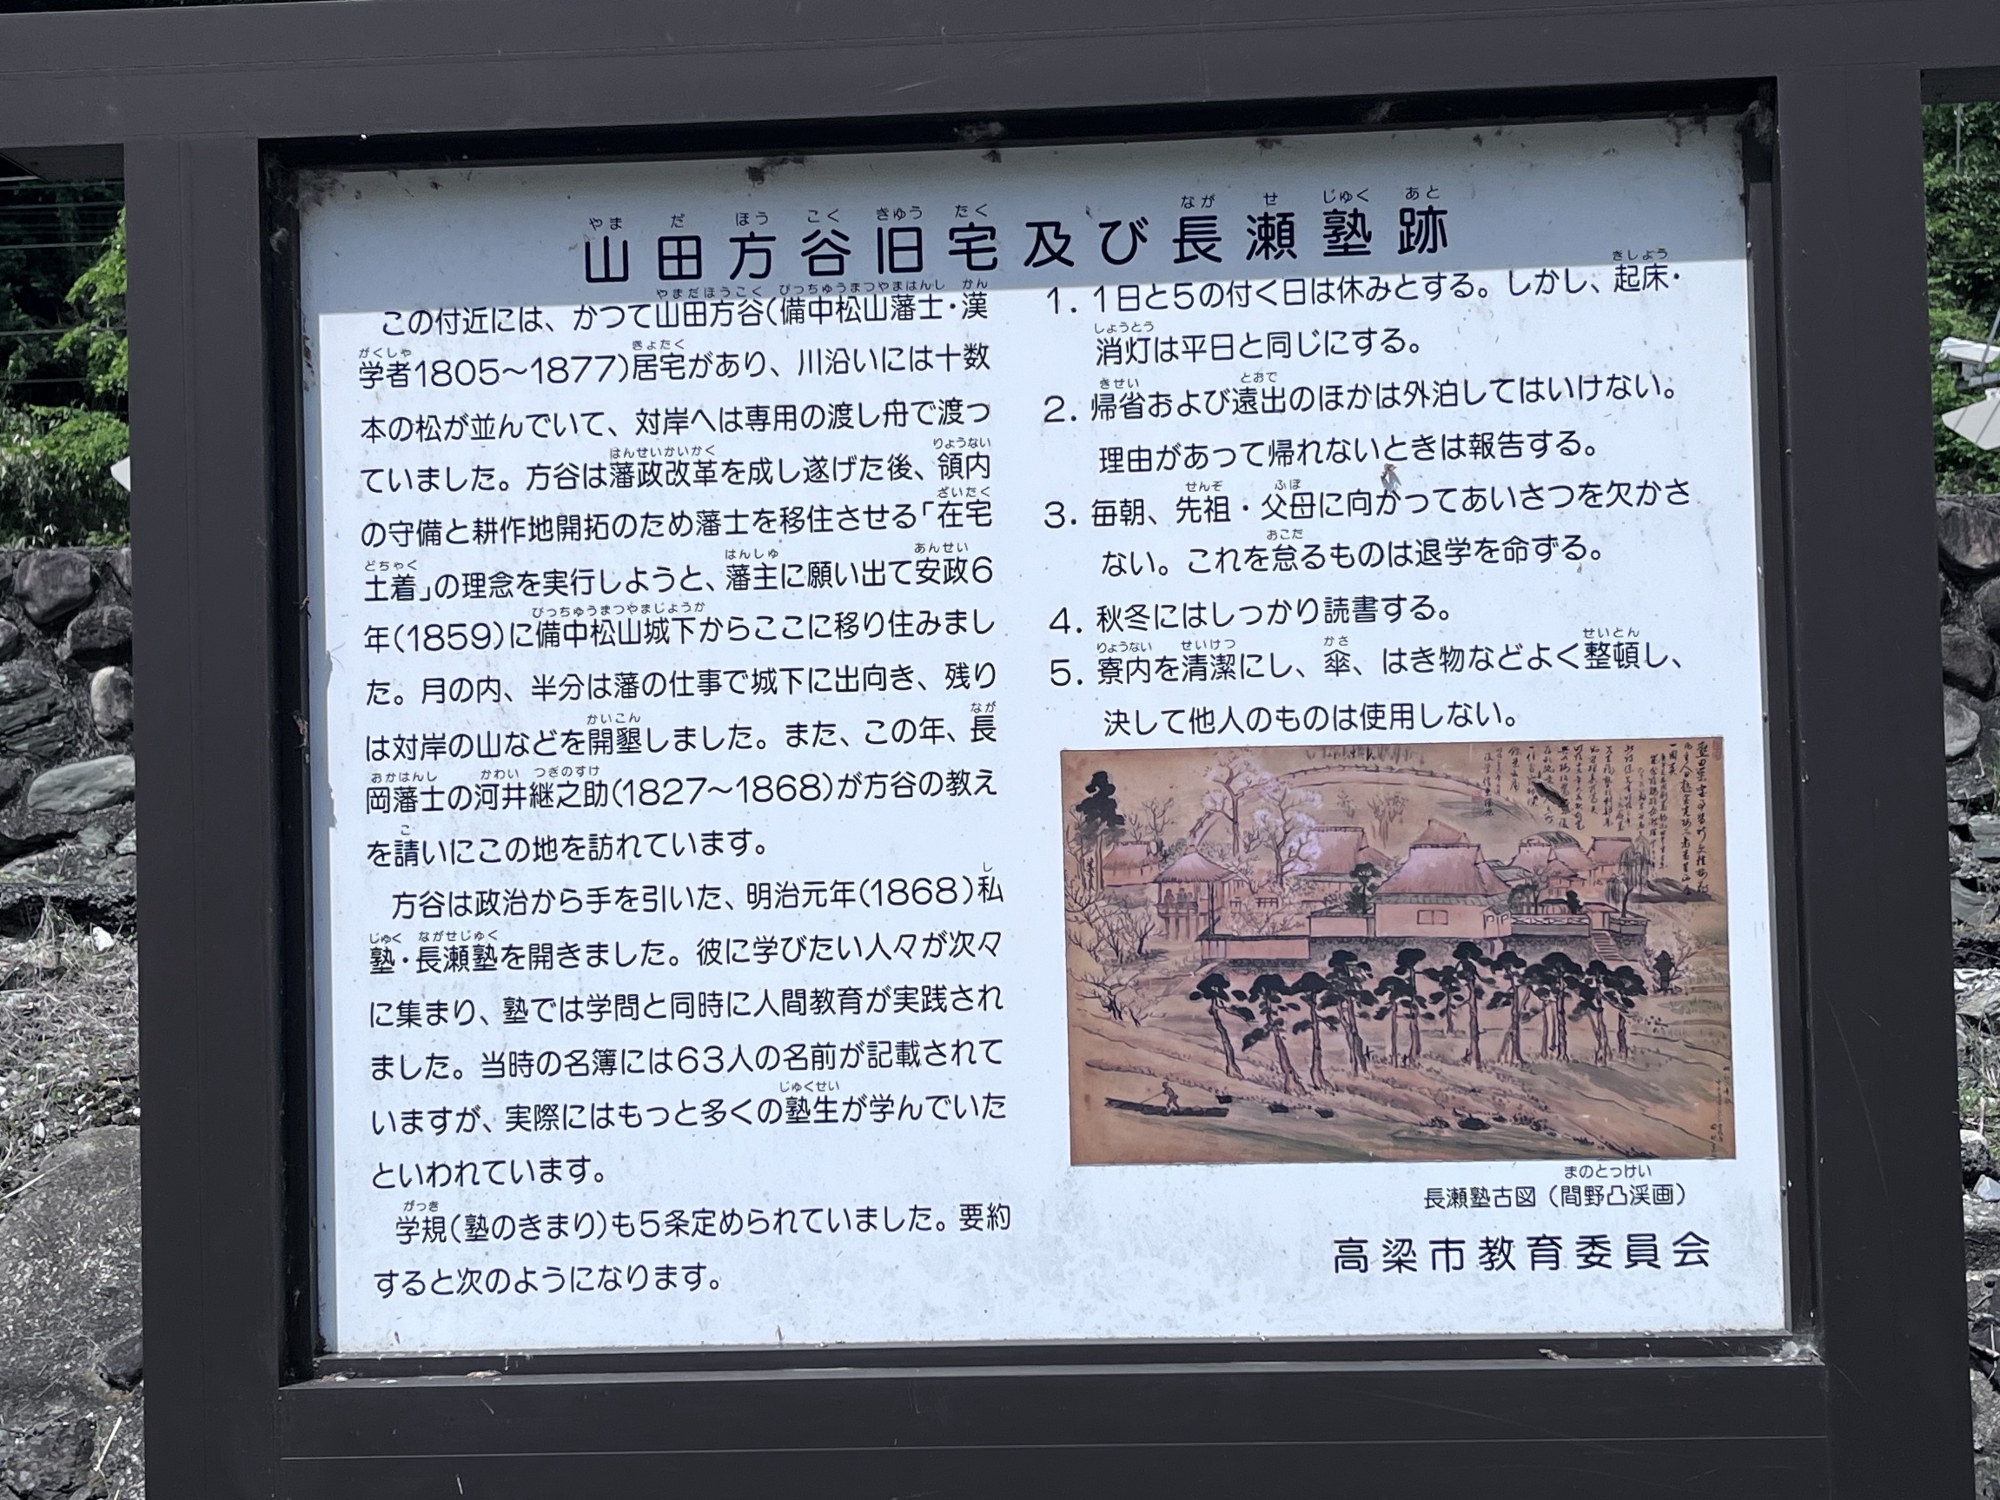 山田方谷旧宅及び長瀬塾跡
この付近には、かつて山田方谷(備中松山藩士・漢
学者1805～1877)居宅があり、川沿いには十数
本の松が並んでいて、対岸へは専用の渡し舟で渡っ
ていました。方谷は藩政改革を成し遂げた後、領内
の守備と耕作地開拓のため藩士を移住させる「在宅
土着」の理念を実行しようと、藩主に願い出て安政6
年(1859)に備中松山城下からここに移り住みまし
た。月の内、半分は藩の仕事で城下に出向き、残り
は対岸の山などを開墾しました。また、この年、長
岡藩士の河井継之助(1827～1868)が方谷の教え
を請いにこの地を訪れています。
方谷は政治から手を引いた、明治元年(1868)私
塾・長瀬塾を開きました。彼に学びたい人々が次々
に集まり、塾では学問と同時に人間教育が実践され
ました。当時の名簿には63人の名前が記載されて
いますが、実際にはもっと多くの塾生が学んでいた
といわれています。
学規(塾のきまり)も5条定められていました。要約
すると次のようになります。
1. 1日と5の付く日は休みとする。しかし、起床・
消灯は平日と同じにする。
2. 帰省および遠出のほかは外泊してはいけない。
理由があって帰れないときは報告する。
3. 毎朝、先祖・父母に向かってあいさつを欠かさ
ない。これを怠るものは退学を命ずる。
4. 秋冬にはしっかり読書する。
5. 寮内を清潔にし、傘、はき物などよく整頓し、
決して他人のものは使用しない。
長瀬塾古図(間野凸渓画)
高梁市教育委員会